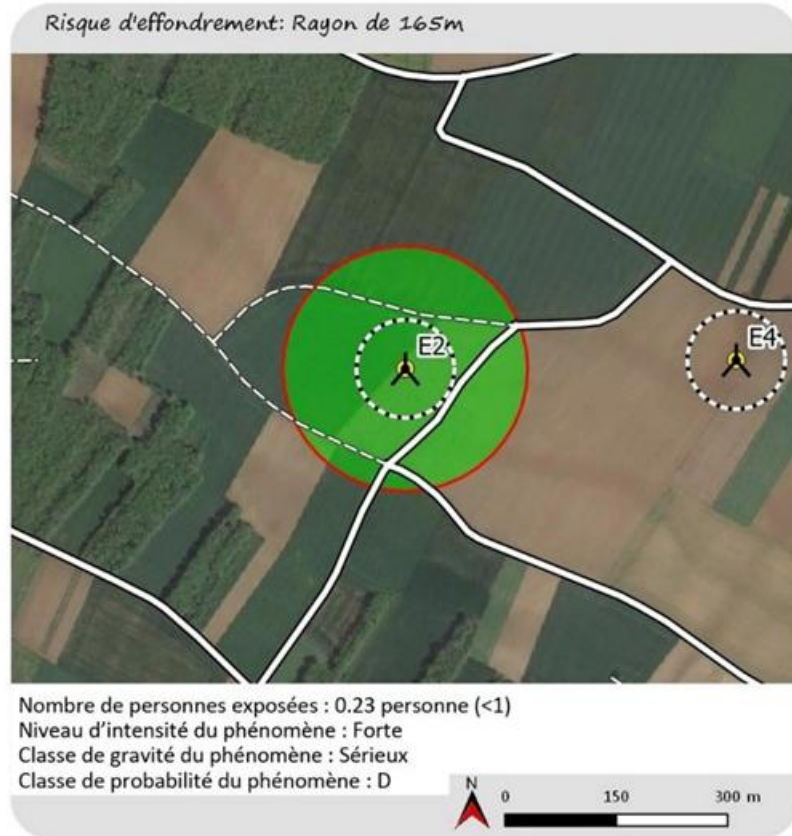 Risque d'effondrement: Rayon de 165m
E2
E4
Nombre de personnes exposées : 0.23 personne (<1)
Niveau d'intensité du phénomène : Forte
Classe de gravité du phénomène : Sérieux
Classe de probabilité du phénomène : D
N
0 150 300 m